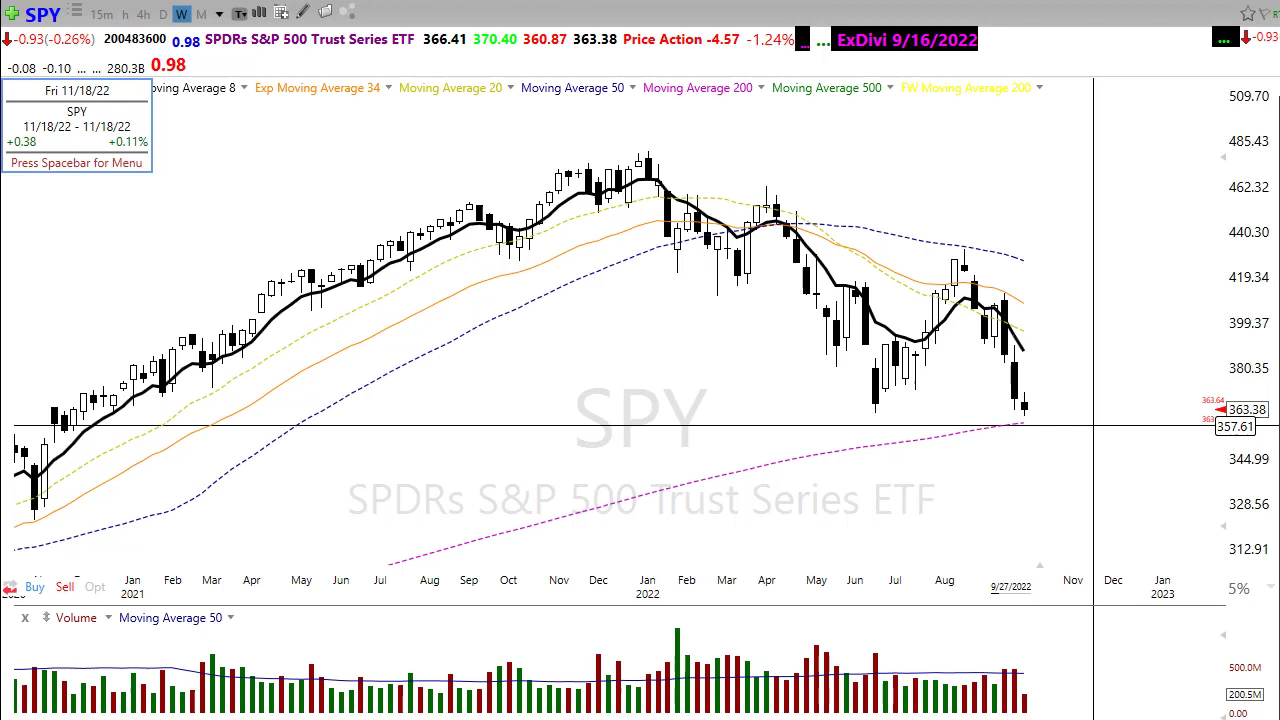 SPY 15m 4h D W M T
-0.93(-0.26%) 200483600 0.98 SPDRs S&P 500 Trust Series ETF 366.41 370.40 360.87 363.38 Price Action -4.57 -1.24% ... ... ExDivi 9/16/2022 ... -0.93
-0.08 -0.10 ... ... 280.3B 0.98
Fri 11/18/22
SPY
11/18/22 - 11/18/22
+0.38 +0.11%
Press Spacebar for Menu
oving Average 8 Exp Moving Average 34 Moving Average 20 Moving Average 50 Moving Average 200 Moving Average 500 FW Moving Average 200
509.70
485.43
462.32
440.30
419.34
399.37
380.35
363.64
363.38
363
357.61
344.99
328.56
312.91
SPY
SPDRs S&P 500 Trust Series ETF
Jan Feb Mar Apr May Jun Jul Aug Sep Oct Nov Dec Jan Feb Mar Apr May Jun Jul Aug 9/27/2022 Nov Dec Jan
2021 2022 2023
Buy Sell Opt
5%
x Volume Moving Average 50
500.0M
200.5M
0.00